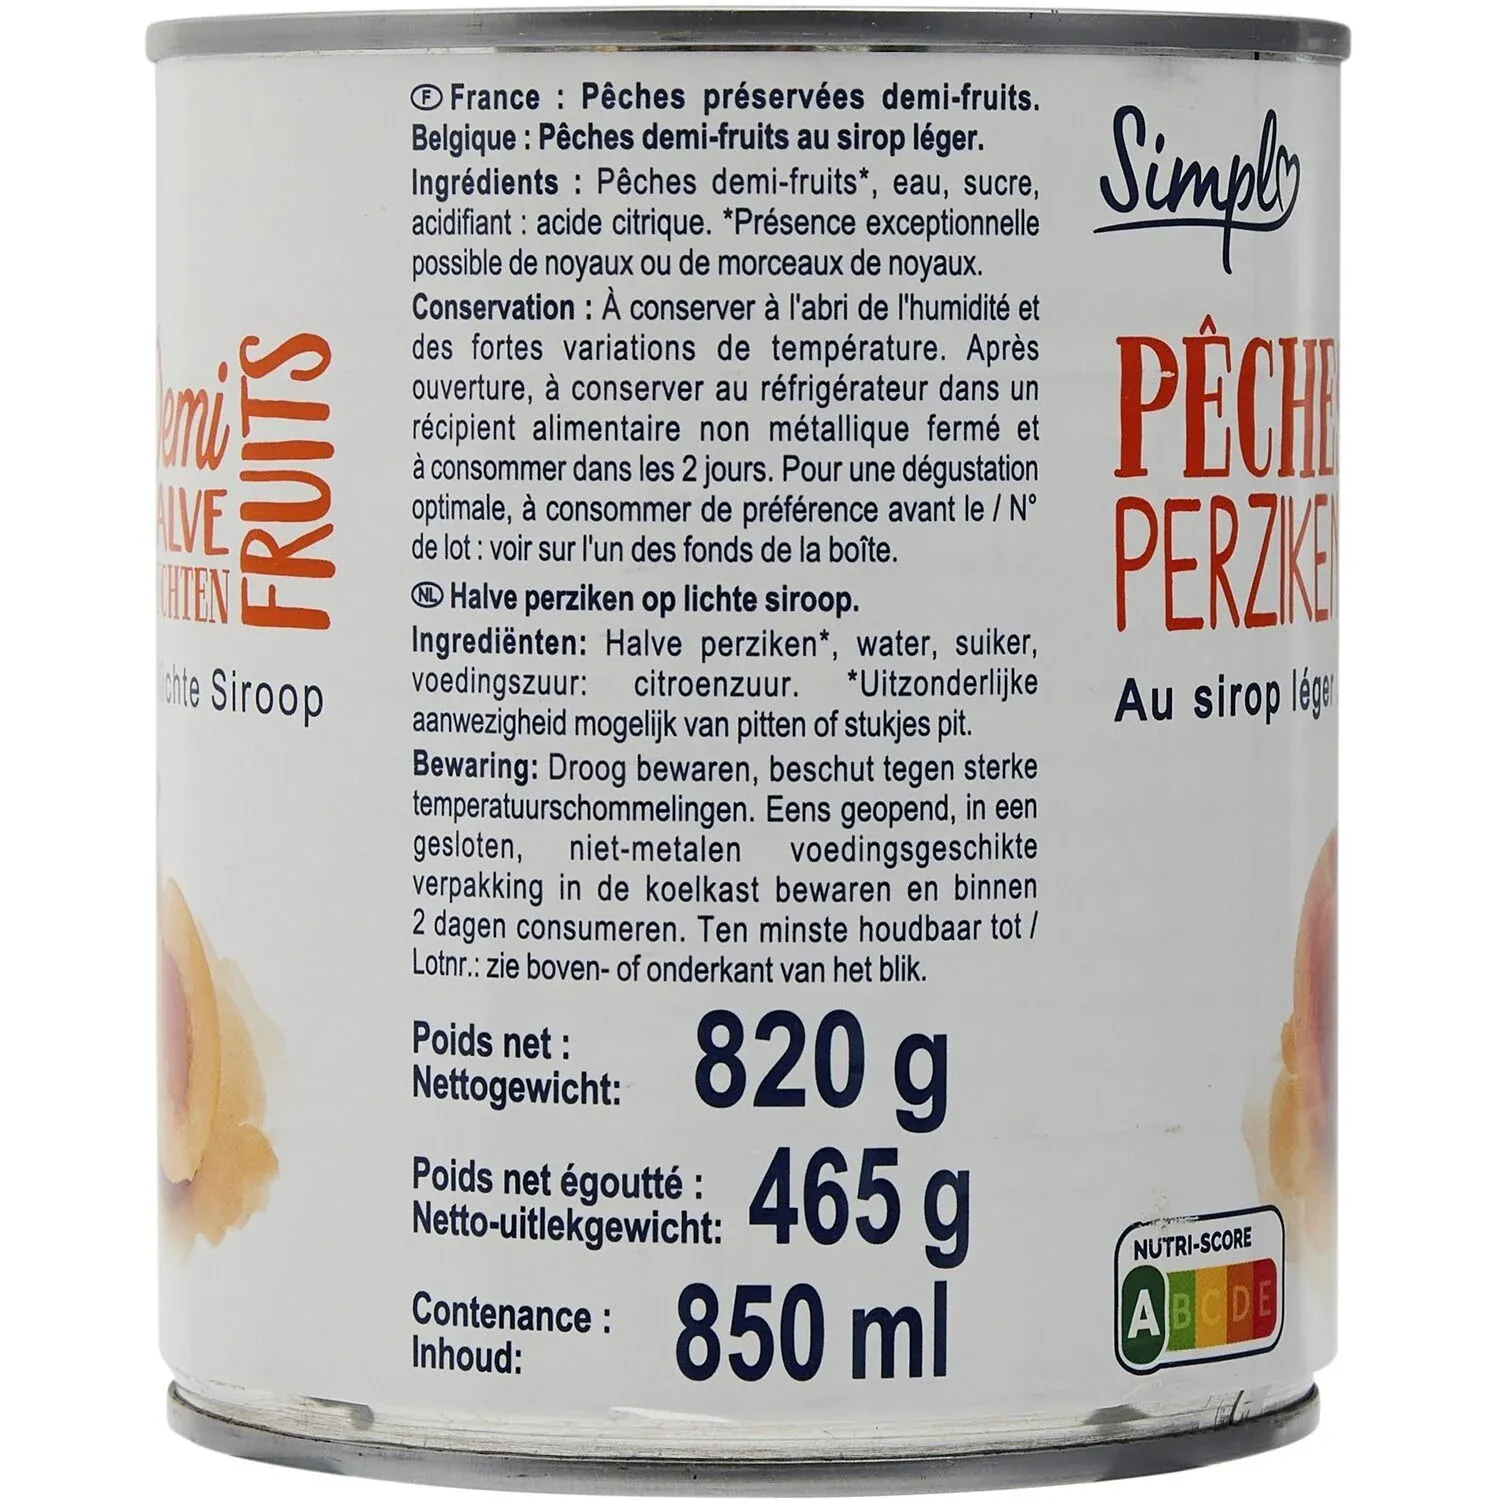 Ⓕ France : Pêches préservées demi-fruits.
Belgique : Pêches demi-fruits au sirop léger.
Ingrédients : Pêches demi-fruits*, eau, sucre,
acidifiant : acide citrique. *Présence exceptionnelle
possible de noyaux ou de morceaux de noyaux.
Conservation : À conserver à l'abri de l'humidité et
des fortes variations de température. Après
ouverture, à conserver au réfrigérateur dans un
récipient alimentaire non métallique fermé et
à consommer dans les 2 jours. Pour une dégustation
optimale, à consommer de préférence avant le / N°
de lot : voir sur l'un des fonds de la boîte.
NL Halve perziken op lichte siroop.
Ingrediënten: Halve perziken*, water, suiker,
voedingszuur: citroenzuur. *Uitzonderlijke
aanwezigheid mogelijk van pitten of stukjes pit.
Bewaring: Droog bewaren, beschut tegen sterke
temperatuurschommelingen. Eens geopend, in een
gesloten, niet-metalen voedingsgeschikte
verpakking in de koelkast bewaren en binnen
2 dagen consumeren. Ten minste houdbaar tot /
Lotnr.: zie boven- of onderkant van het blik.
Poids net :
Nettogewicht:
820 g
Poids net égoutté :
Netto-uitlekgewicht:
465 g
Contenance :
Inhoud:
850 ml
Demi
ALVE
CHTEN
FRUITS
lichte Siroop
Simpl
PÊCHES
PERZIKEN
Au sirop léger
NUTRI-SCORE
A B C D E